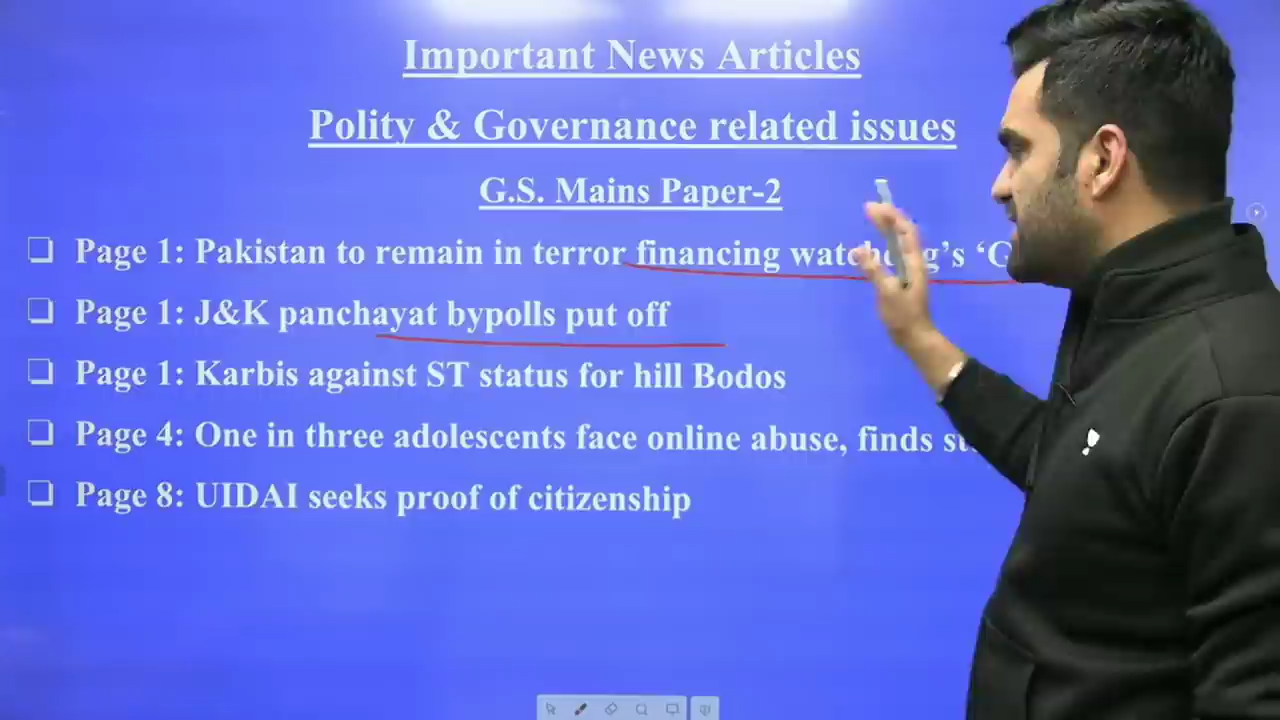 Important News Articles
Polity & Governance related issues
G.S. Mains Paper-2
❑ Page 1: Pakistan to remain in terror financing watchdog's ‘G
❑ Page 1: J&K panchayat bypolls put off
❑ Page 1: Karbis against ST status for hill Bodos
❑ Page 4: One in three adolescents face online abuse, finds
❑ Page 8: UIDAI seeks proof of citizenship